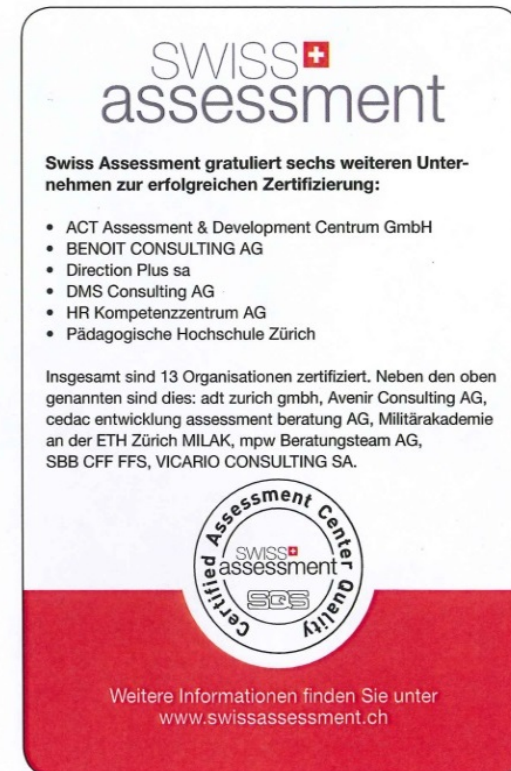 SWISS
assessment
Swiss Assessment gratuliert sechs weiteren Unter-
nehmen zur erfolgreichen Zertifizierung:
• ACT Assessment & Development Centrum GmbH
• BENOIT CONSULTING AG
• Direction Plus sa
• DMS Consulting AG
• HR Kompetenzzentrum AG
• Pädagogische Hochschule Zürich
Insgesamt sind 13 Organisationen zertifiziert. Neben den oben
genannten sind dies: adt zurich gmbh, Avenir Consulting AG,
cedac entwicklung assessment beratung AG, Militärakademie
an der ETH Zürich MILAK, mpw Beratungsteam AG,
SBB CFF FFS, VICARIO CONSULTING SA.
Certified Assessment Center Quality
SWISS
assessment
SQS
Weitere Informationen finden Sie unter
www.swissassessment.ch